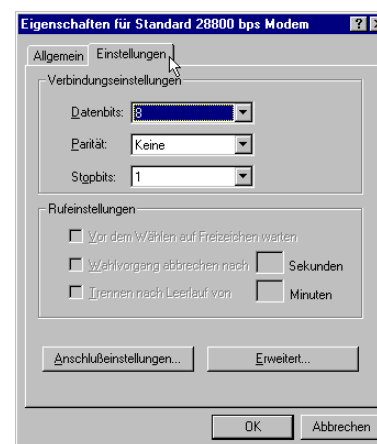 Eigenschaften für Standard 28800 bps Modem
Allgemein Einstellungen
Verbindungseinstellungen
Datenbits: 8
Parität: Keine
Stopbits: 1
Rufeinstellungen
Vor dem Wählen auf Freizeichen warten
Wahlvorgang abbrechen nach Sekunden
Trennen nach Leerlauf von Minuten
Anschlußeinstellungen... Erweitert...
OK Abbrechen